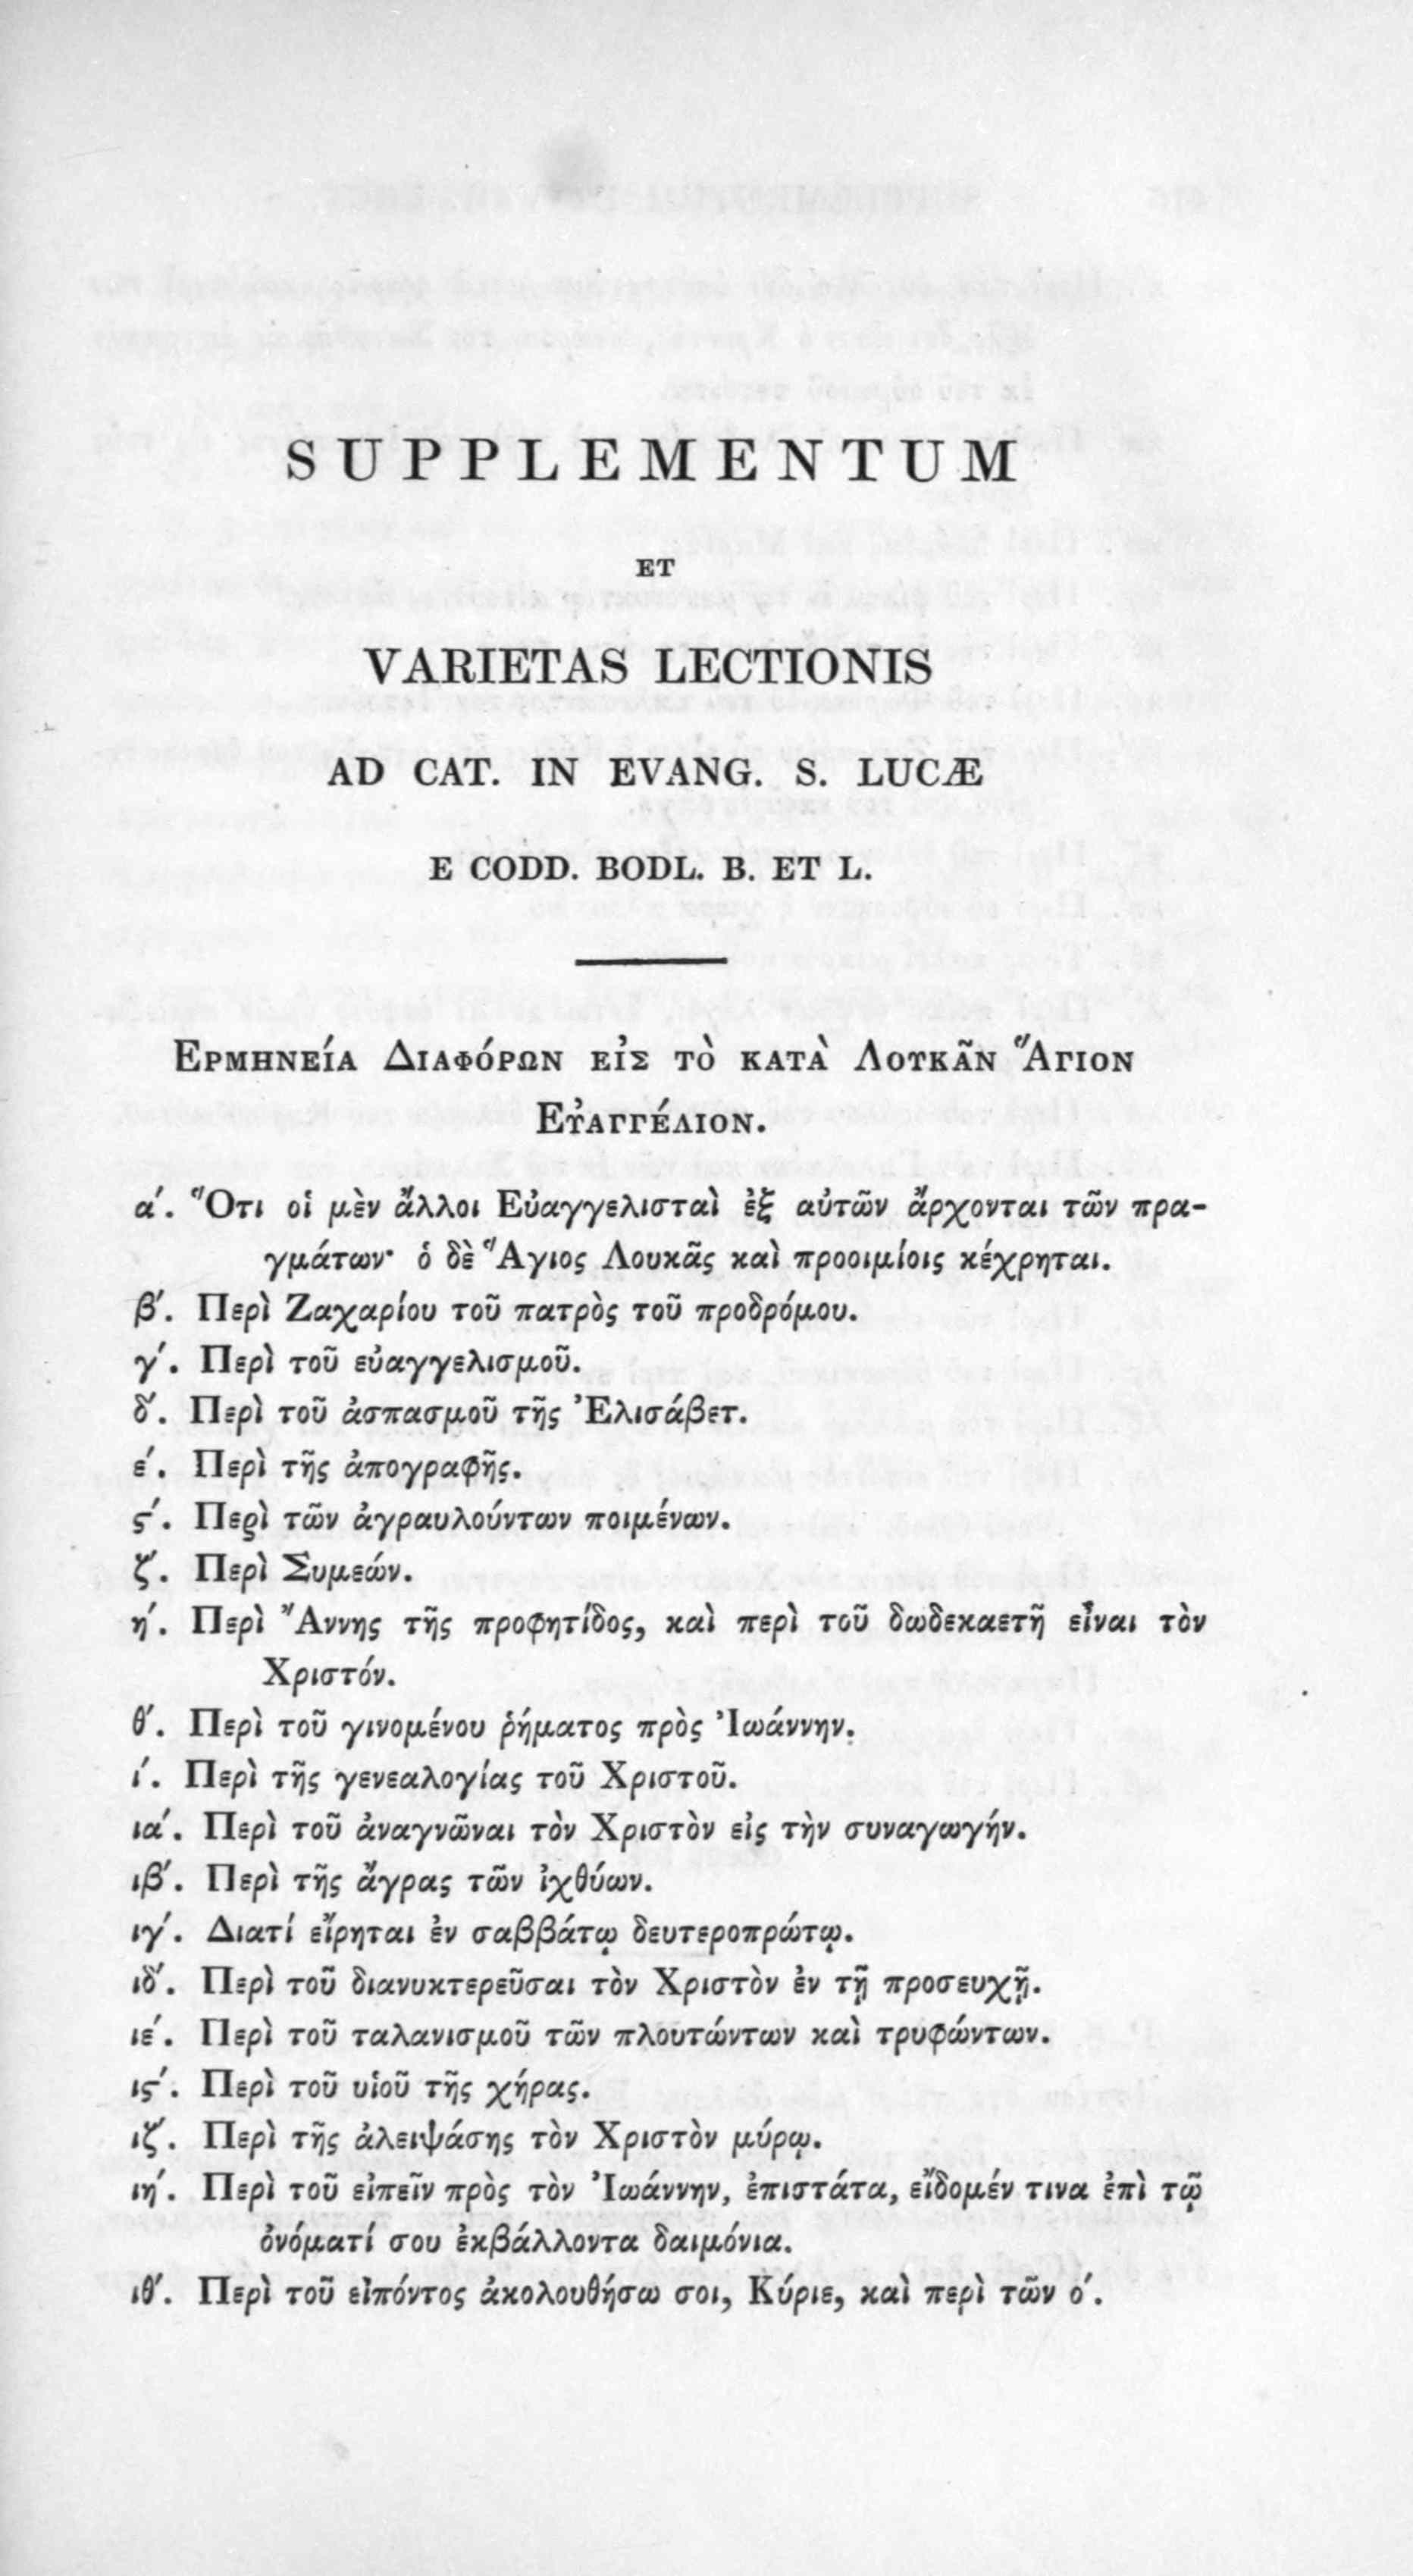 SUPPLEMENTUM
ET
VARIETAS LECTIONIS
AD CAT. IN EVANG. S. LUCÆ
E CODD. BODL. B. ET L.
Ερμηνεία Διαφόρων εἰς τὸ κατὰ Λουκᾶν Ἅγιον
Εὐαγγέλιον.
α΄. Ὅτι οἱ μὲν ἄλλοι Εὐαγγελισταὶ ἐξ αὐτῶν ἄρχονται τῶν πρα-
γμάτων· ὁ δὲ Ἅγιος Λουκᾶς καὶ προοιμίοις κέχρηται.
β΄. Περὶ Ζαχαρίου τοῦ πατρὸς τοῦ προδρόμου.
γ΄. Περὶ τοῦ εὐαγγελισμοῦ.
δ΄. Περὶ τοῦ ἀσπασμοῦ τῆς Ἐλισάβετ.
ε΄. Περὶ τῆς ἀπογραφῆς.
ϛ΄. Περὶ τῶν ἀγραυλούντων ποιμένων.
ζ΄. Περὶ Συμεών.
η΄. Περὶ Ἄννης τῆς προφητίδος, καὶ περὶ τοῦ δωδεκαετῆ εἶναι τὸν
Χριστόν.
θ΄. Περὶ τοῦ γινομένου ῥήματος πρὸς Ἰωάννην.
ι΄. Περὶ τῆς γενεαλογίας τοῦ Χριστοῦ.
ια΄. Περὶ τοῦ ἀναγνῶναι τὸν Χριστὸν εἰς τὴν συναγωγήν.
ιβ΄. Περὶ τῆς ἄγρας τῶν ἰχθύων.
ιγ΄. Διατί εἴρηται ἐν σαββάτῳ δευτεροπρώτῳ.
ιδ΄. Περὶ τοῦ διανυκτερεῦσαι τὸν Χριστὸν ἐν τῇ προσευχῇ.
ιε΄. Περὶ τοῦ ταλανισμοῦ τῶν πλουτώντων καὶ τρυφώντων.
ιϛ΄. Περὶ τοῦ υἱοῦ τῆς χήρας.
ιζ΄. Περὶ τῆς ἀλειψάσης τὸν Χριστὸν μύρῳ.
ιη΄. Περὶ τοῦ εἰπεῖν πρὸς τὸν Ἰωάννην, ἐπιστάτα, εἴδομέν τινα ἐπὶ τῷ
ὀνόματί σου ἐκβάλλοντα δαιμόνια.
ιθ΄. Περὶ τοῦ εἰπόντος ἀκολουθήσω σοι, Κύριε, καὶ περὶ τῶν ο΄.